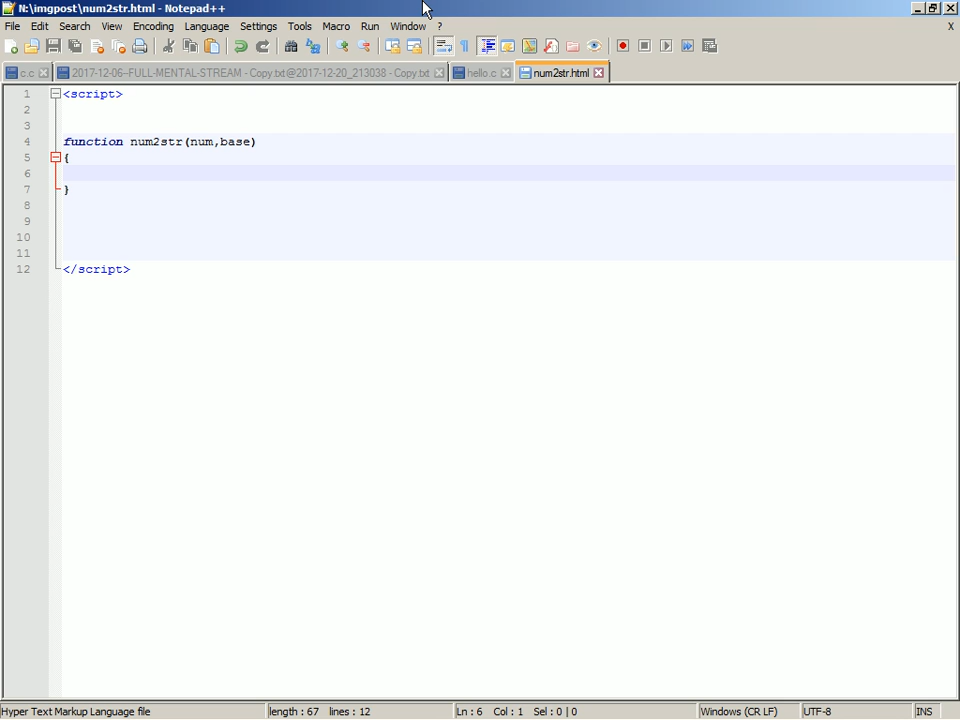 N:\imgpost\num2str.html - Notepad++
File Edit Search View Encoding Language Settings Tools Macro Run Window ? X
c.c 2017-12-06--FULL-MENTAL-STREAM - Copy.txt@2017-12-20_213038 - Copy.txt hello.c num2str.html
1 <script>
2
3
4 function num2str(num,base)
5 {
6
7 }
8
9
10
11
12 </script>
Hyper Text Markup Language file length : 67 lines : 12 Ln : 6 Col : 1 Sel : 0 | 0 Windows (CR LF) UTF-8 INS